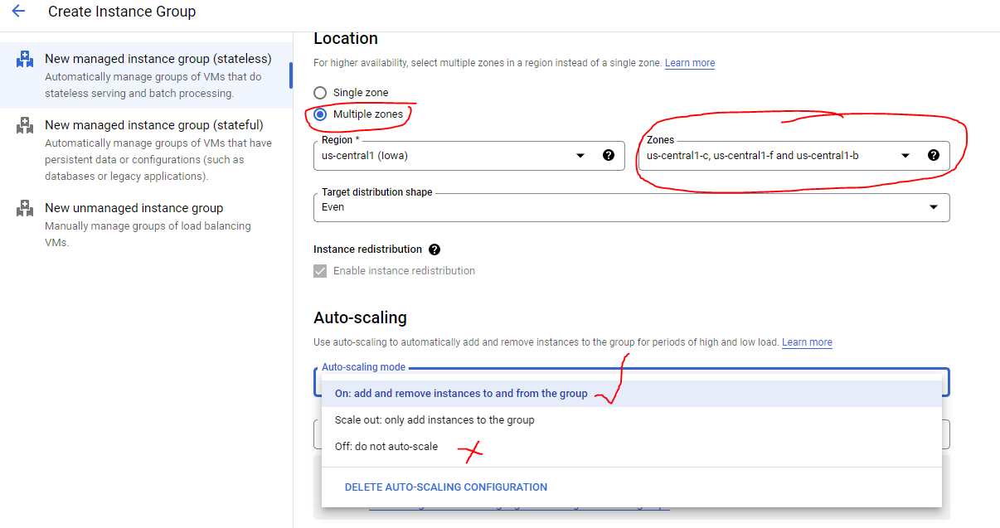 Create Instance Group
New managed instance group (stateless)
Automatically manage groups of VMs that do
stateless serving and batch processing.
New managed instance group (stateful)
Automatically manage groups of VMs that have
persistent data or configurations (such as
databases or legacy applications).
New unmanaged instance group
Manually manage groups of load balancing
VMs.
Location
For higher availability, select multiple zones in a region instead of a single zone. Learn more
Single zone
Multiple zones
Region *
us-central1 (Iowa)
Zones
us-central1-c, us-central1-f and us-central1-b
Target distribution shape
Even
Instance redistribution
Enable instance redistribution
Auto-scaling
Use auto-scaling to automatically add and remove instances to the group for periods of high and low load. Learn more
Auto-scaling mode
On: add and remove instances to and from the group
Scale out: only add instances to the group
Off: do not auto-scale
DELETE AUTO-SCALING CONFIGURATION